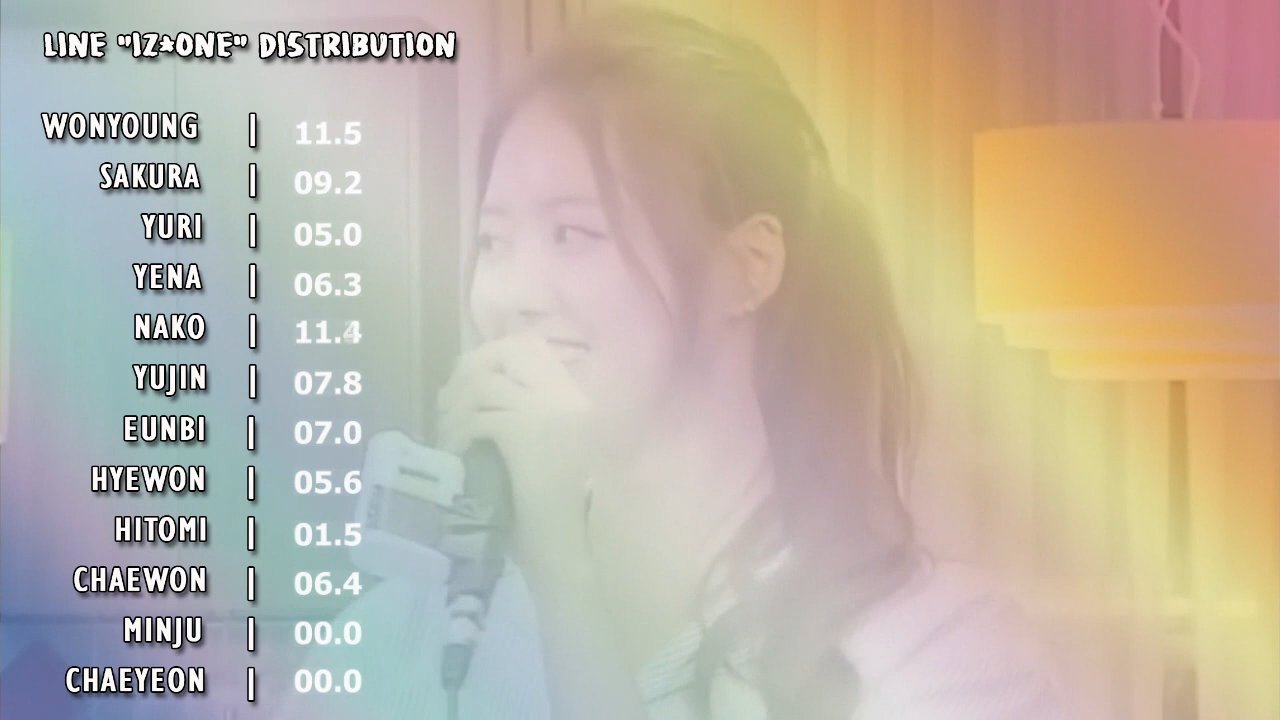 LINE "IZ*ONE" DISTRIBUTION
WONYOUNG | 11.5
SAKURA | 09.2
YURI | 05.0
YENA | 06.3
NAKO | 11.4
YUJIN | 07.8
EUNBI | 07.0
HYEWON | 05.6
HITOMI | 01.5
CHAEWON | 06.4
MINJU | 00.0
CHAEYEON | 00.0